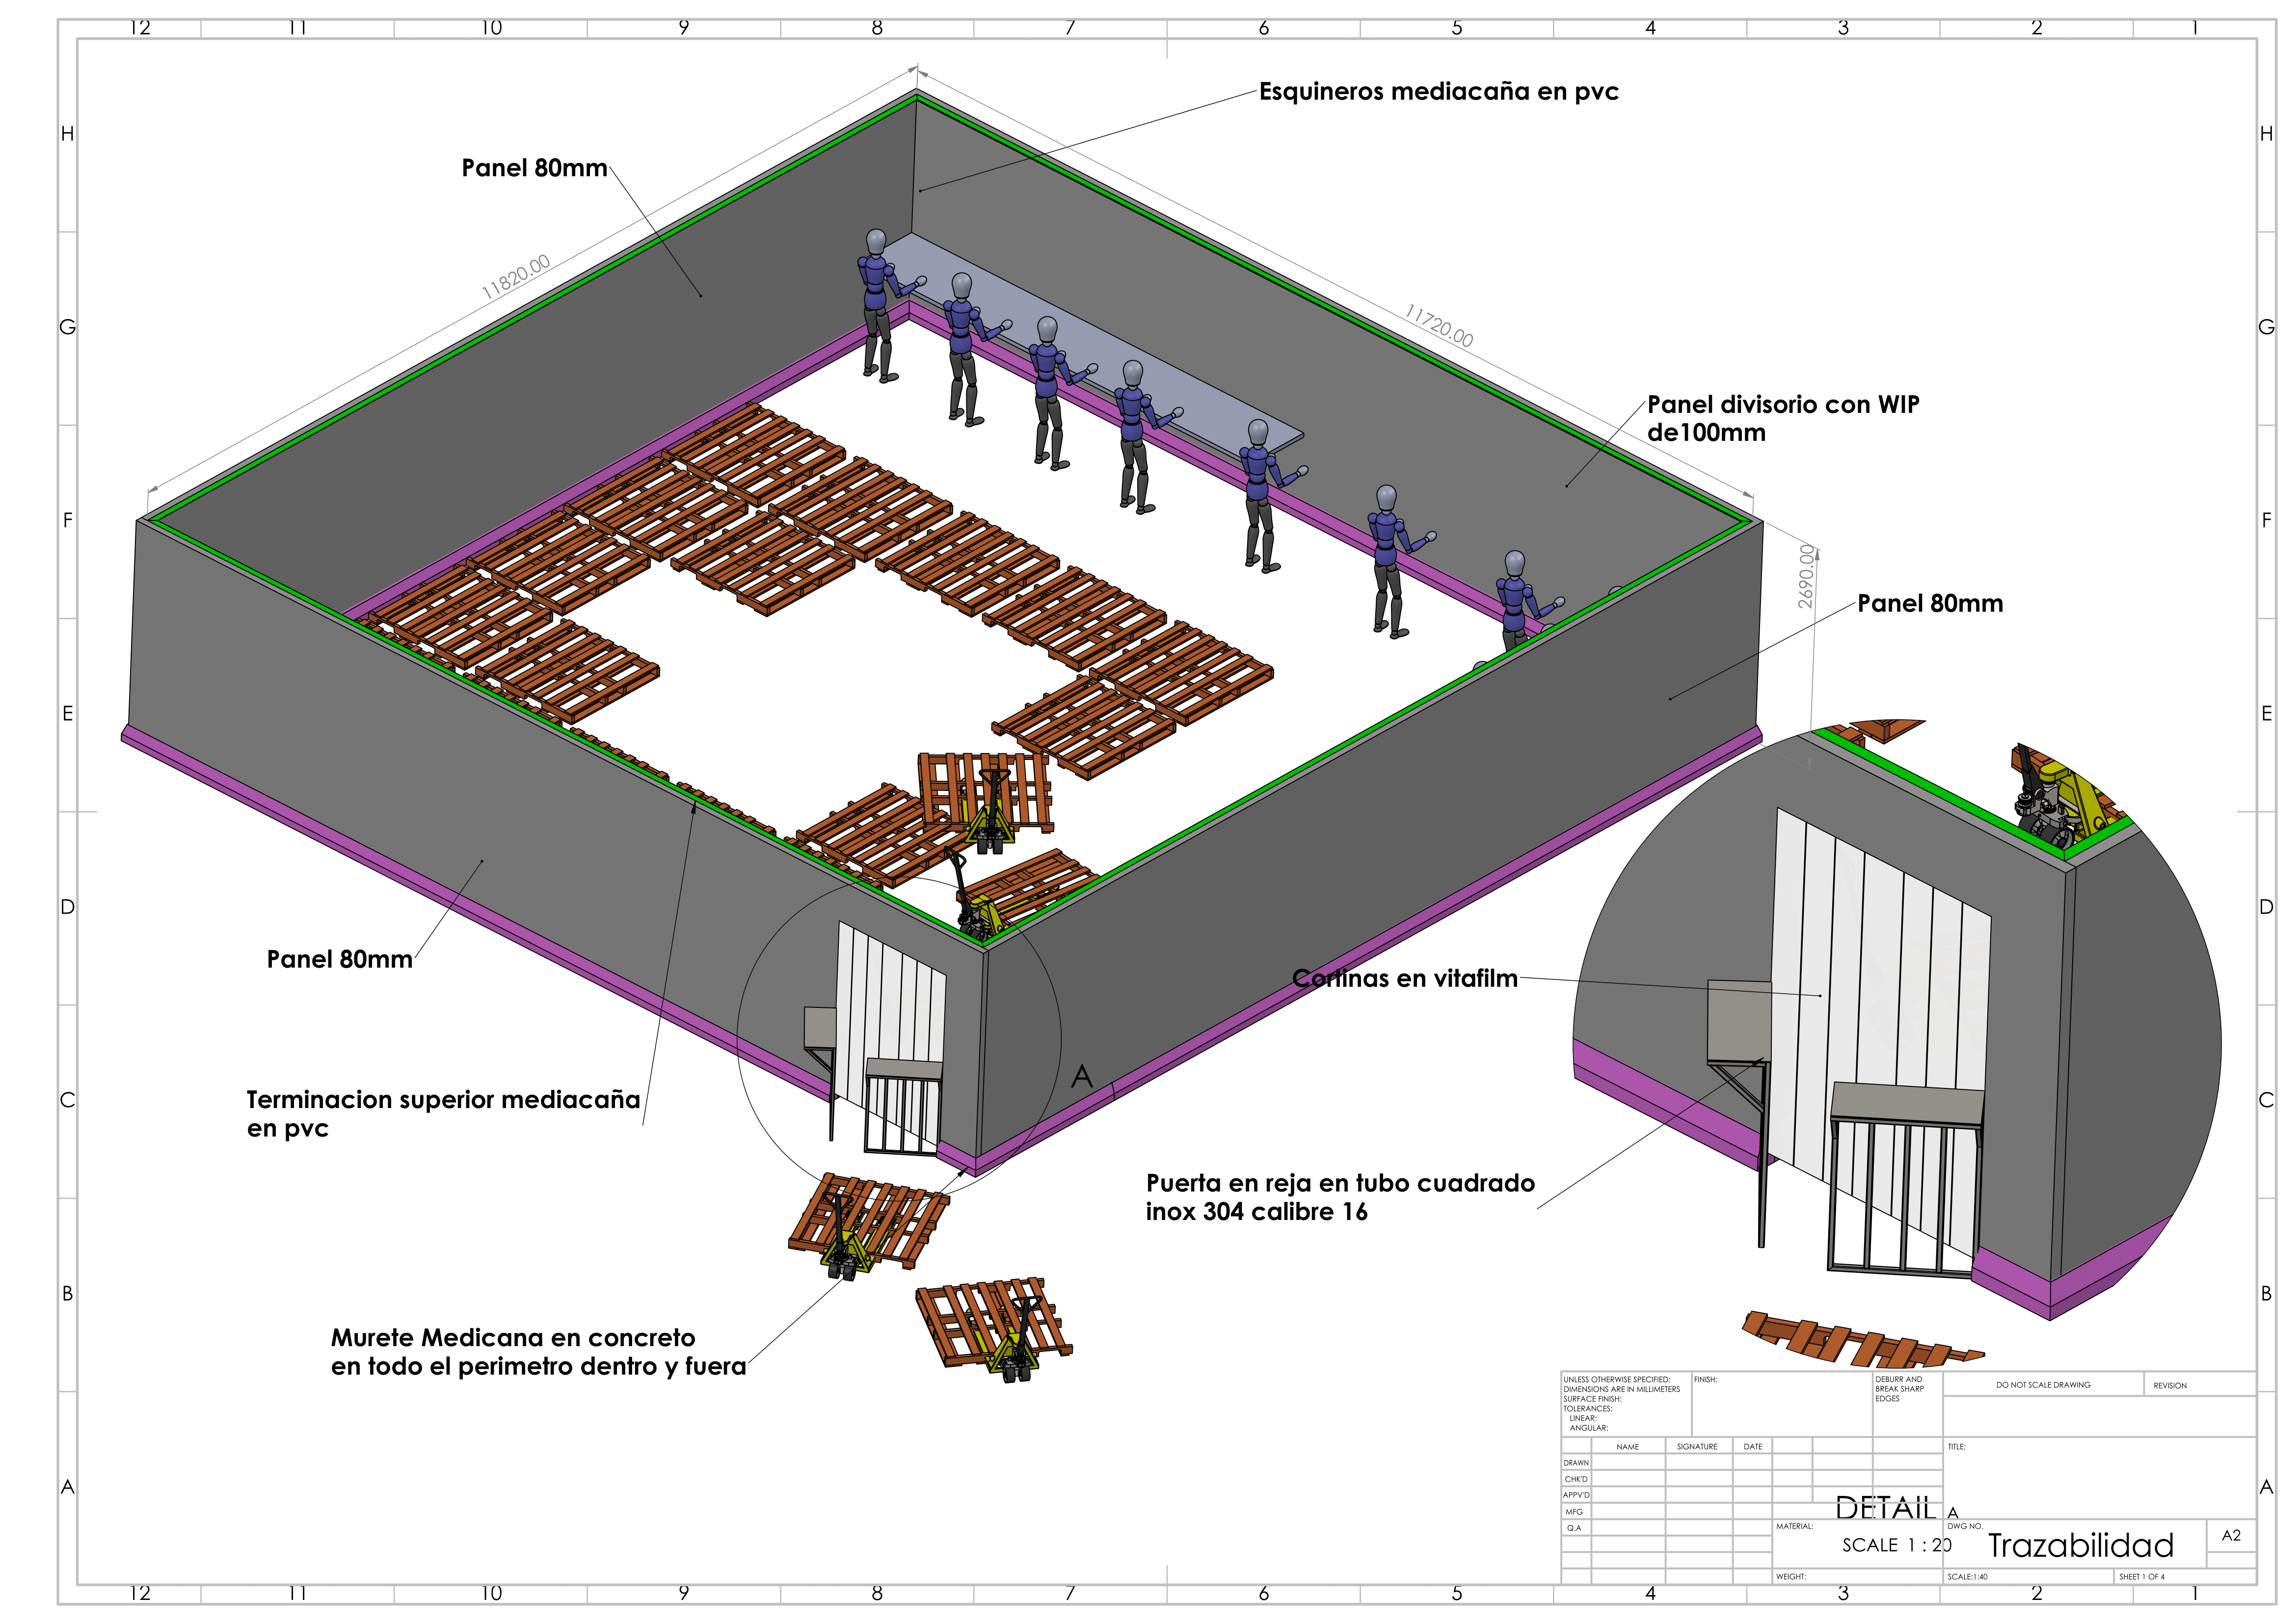 12 11 10 9 8 7 6 5 4 3 2 1
H H
G G
F F
E E
D D
C C
B B
A A
Esquineros mediacaña en pvc
Panel 80mm
11820.00
11720.00
Panel divisorio con WIP
de100mm
2690.00
Panel 80mm
Panel 80mm
Cortinas en vitafilm
A
Terminacion superior mediacaña
en pvc
Puerta en reja en tubo cuadrado
inox 304 calibre 16
Murete Medicana en concreto
en todo el perimetro dentro y fuera
UNLESS OTHERWISE SPECIFIED:
DIMENSIONS ARE IN MILLIMETERS
SURFACE FINISH:
TOLERANCES:
LINEAR:
ANGULAR:
FINISH:
DEBURR AND
BREAK SHARP
EDGES
DO NOT SCALE DRAWING
REVISION
NAME SIGNATURE DATE
TITLE:
DRAWN
CHK'D
APPV'D
MFG
Q.A
DETAIL A
SCALE 1 : 20
MATERIAL:
DWG NO.
Trazabilidad
A2
WEIGHT:
SCALE:1:40
SHEET 1 OF 4
12 11 10 9 8 7 6 5 4 3 2 1